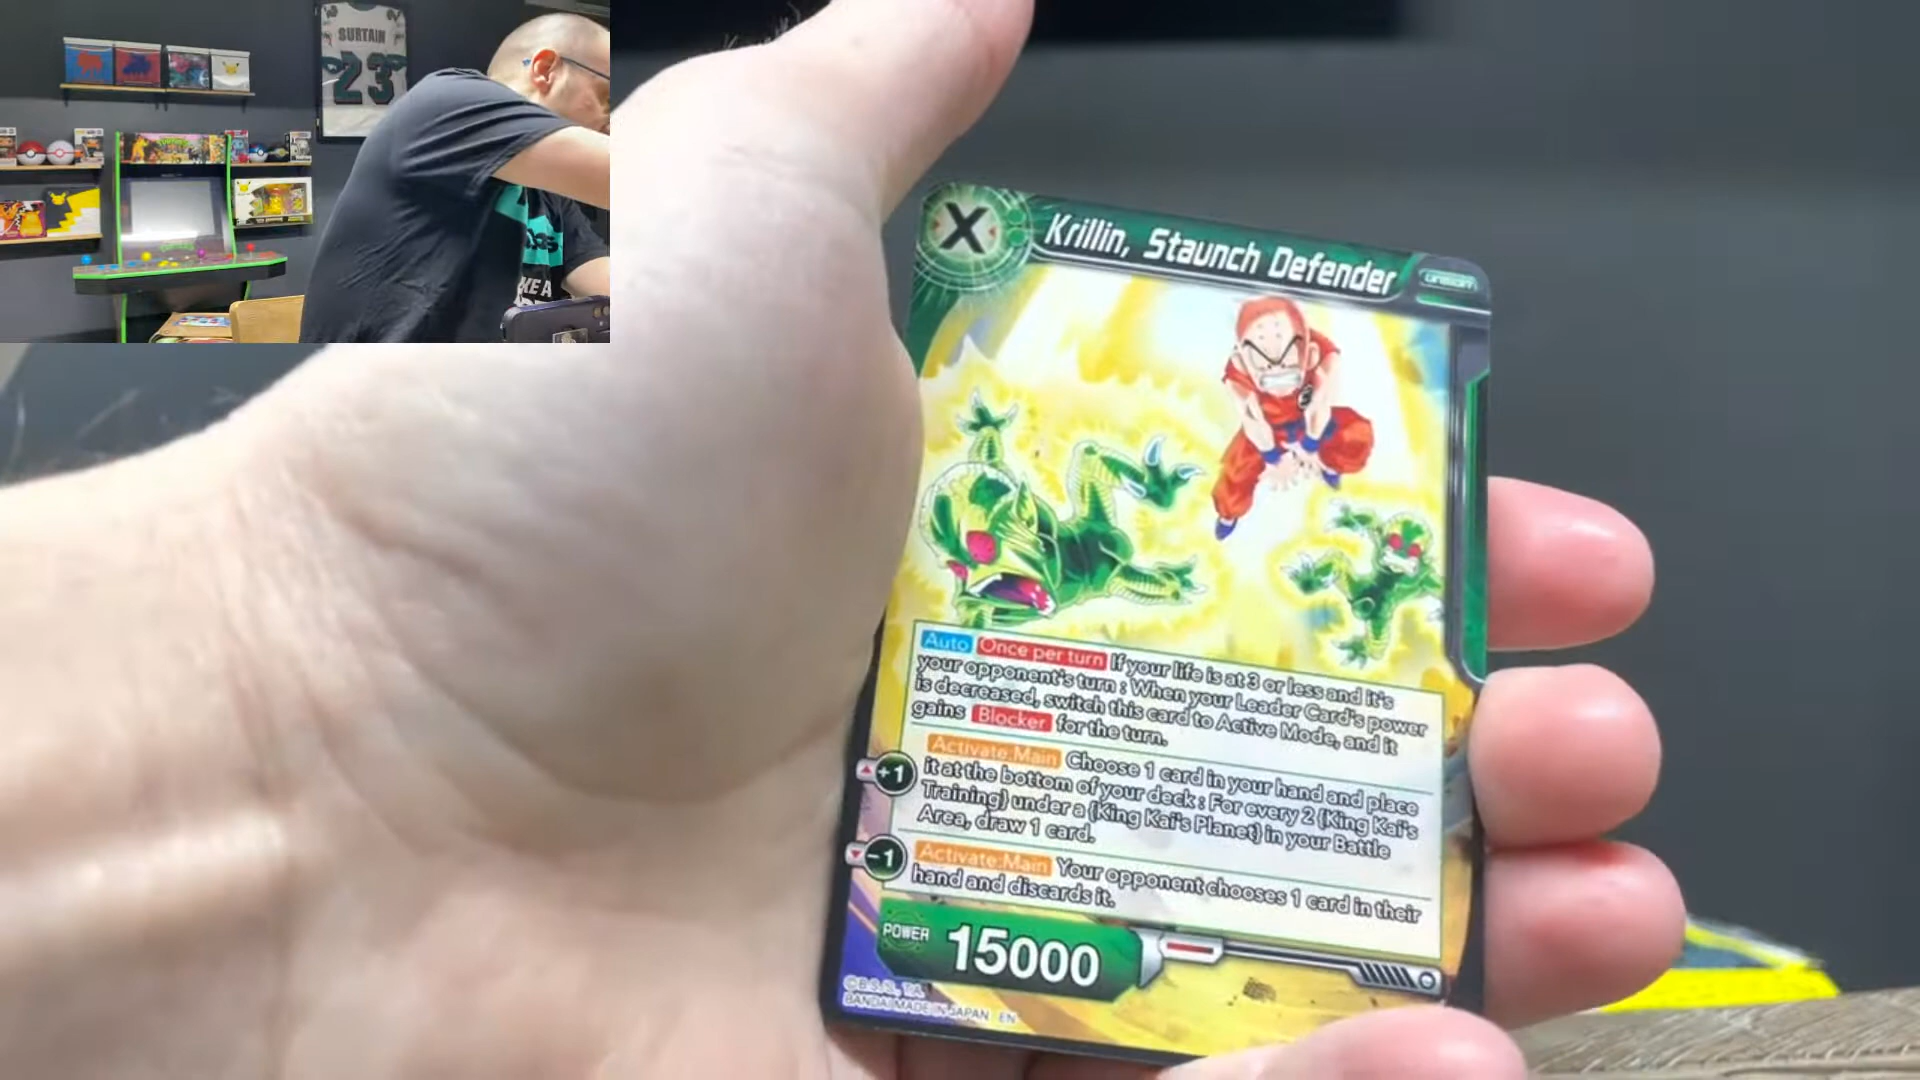 SURTAIN
23
KE A
X
Krillin, Staunch Defender
UNISON
Auto Once per turn If your life is at 3 or less and it's
your opponent's turn : When your Leader Card's power
is decreased, switch this card to Active Mode, and it
gains Blocker for the turn.
+1 Activate:Main Choose 1 card in your hand and place
it at the bottom of your deck : For every 2 {King Kai's
Training} under a {King Kai's Planet} in your Battle
Area, draw 1 card.
-1 Activate:Main Your opponent chooses 1 card in their
hand and discards it.
POWER 15000
©B.S./S., T.A.
BANDAI MADE IN JAPAN EN